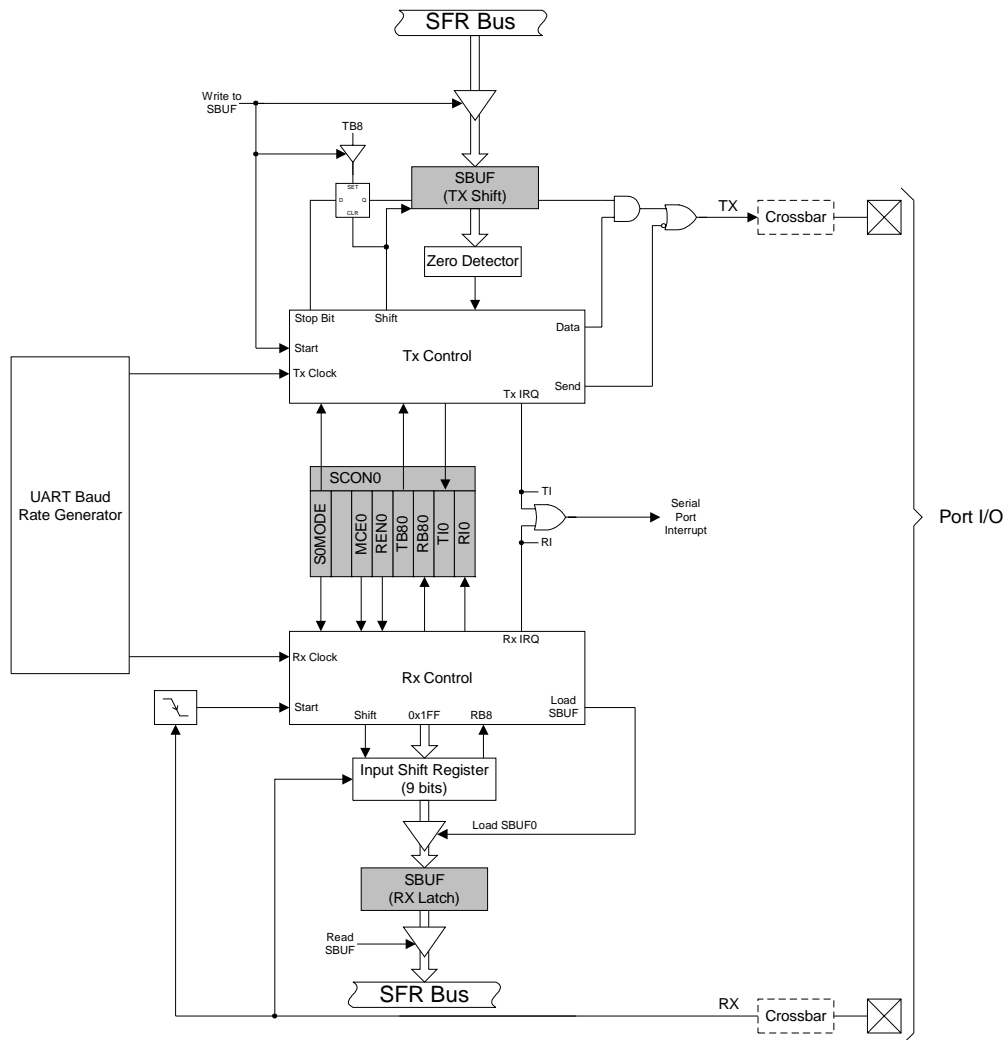 SFR Bus
Write to
SBUF
TB8
SET
D Q
CLR
SBUF
(TX Shift)
TX
Crossbar
Zero Detector
Stop Bit
Shift
Data
Start
Tx Control
Tx Clock
Send
Tx IRQ
UART Baud
Rate Generator
SCON0
S0MODE
MCE0
REN0
TB80
RB80
TI0
RI0
TI
RI
Serial
Port
Interrupt
Port I/O
Rx IRQ
Rx Clock
Rx Control
Start
Load
SBUF
Shift
0x1FF
RB8
Input Shift Register
(9 bits)
Load SBUF0
SBUF
(RX Latch)
Read
SBUF
SFR Bus
RX
Crossbar